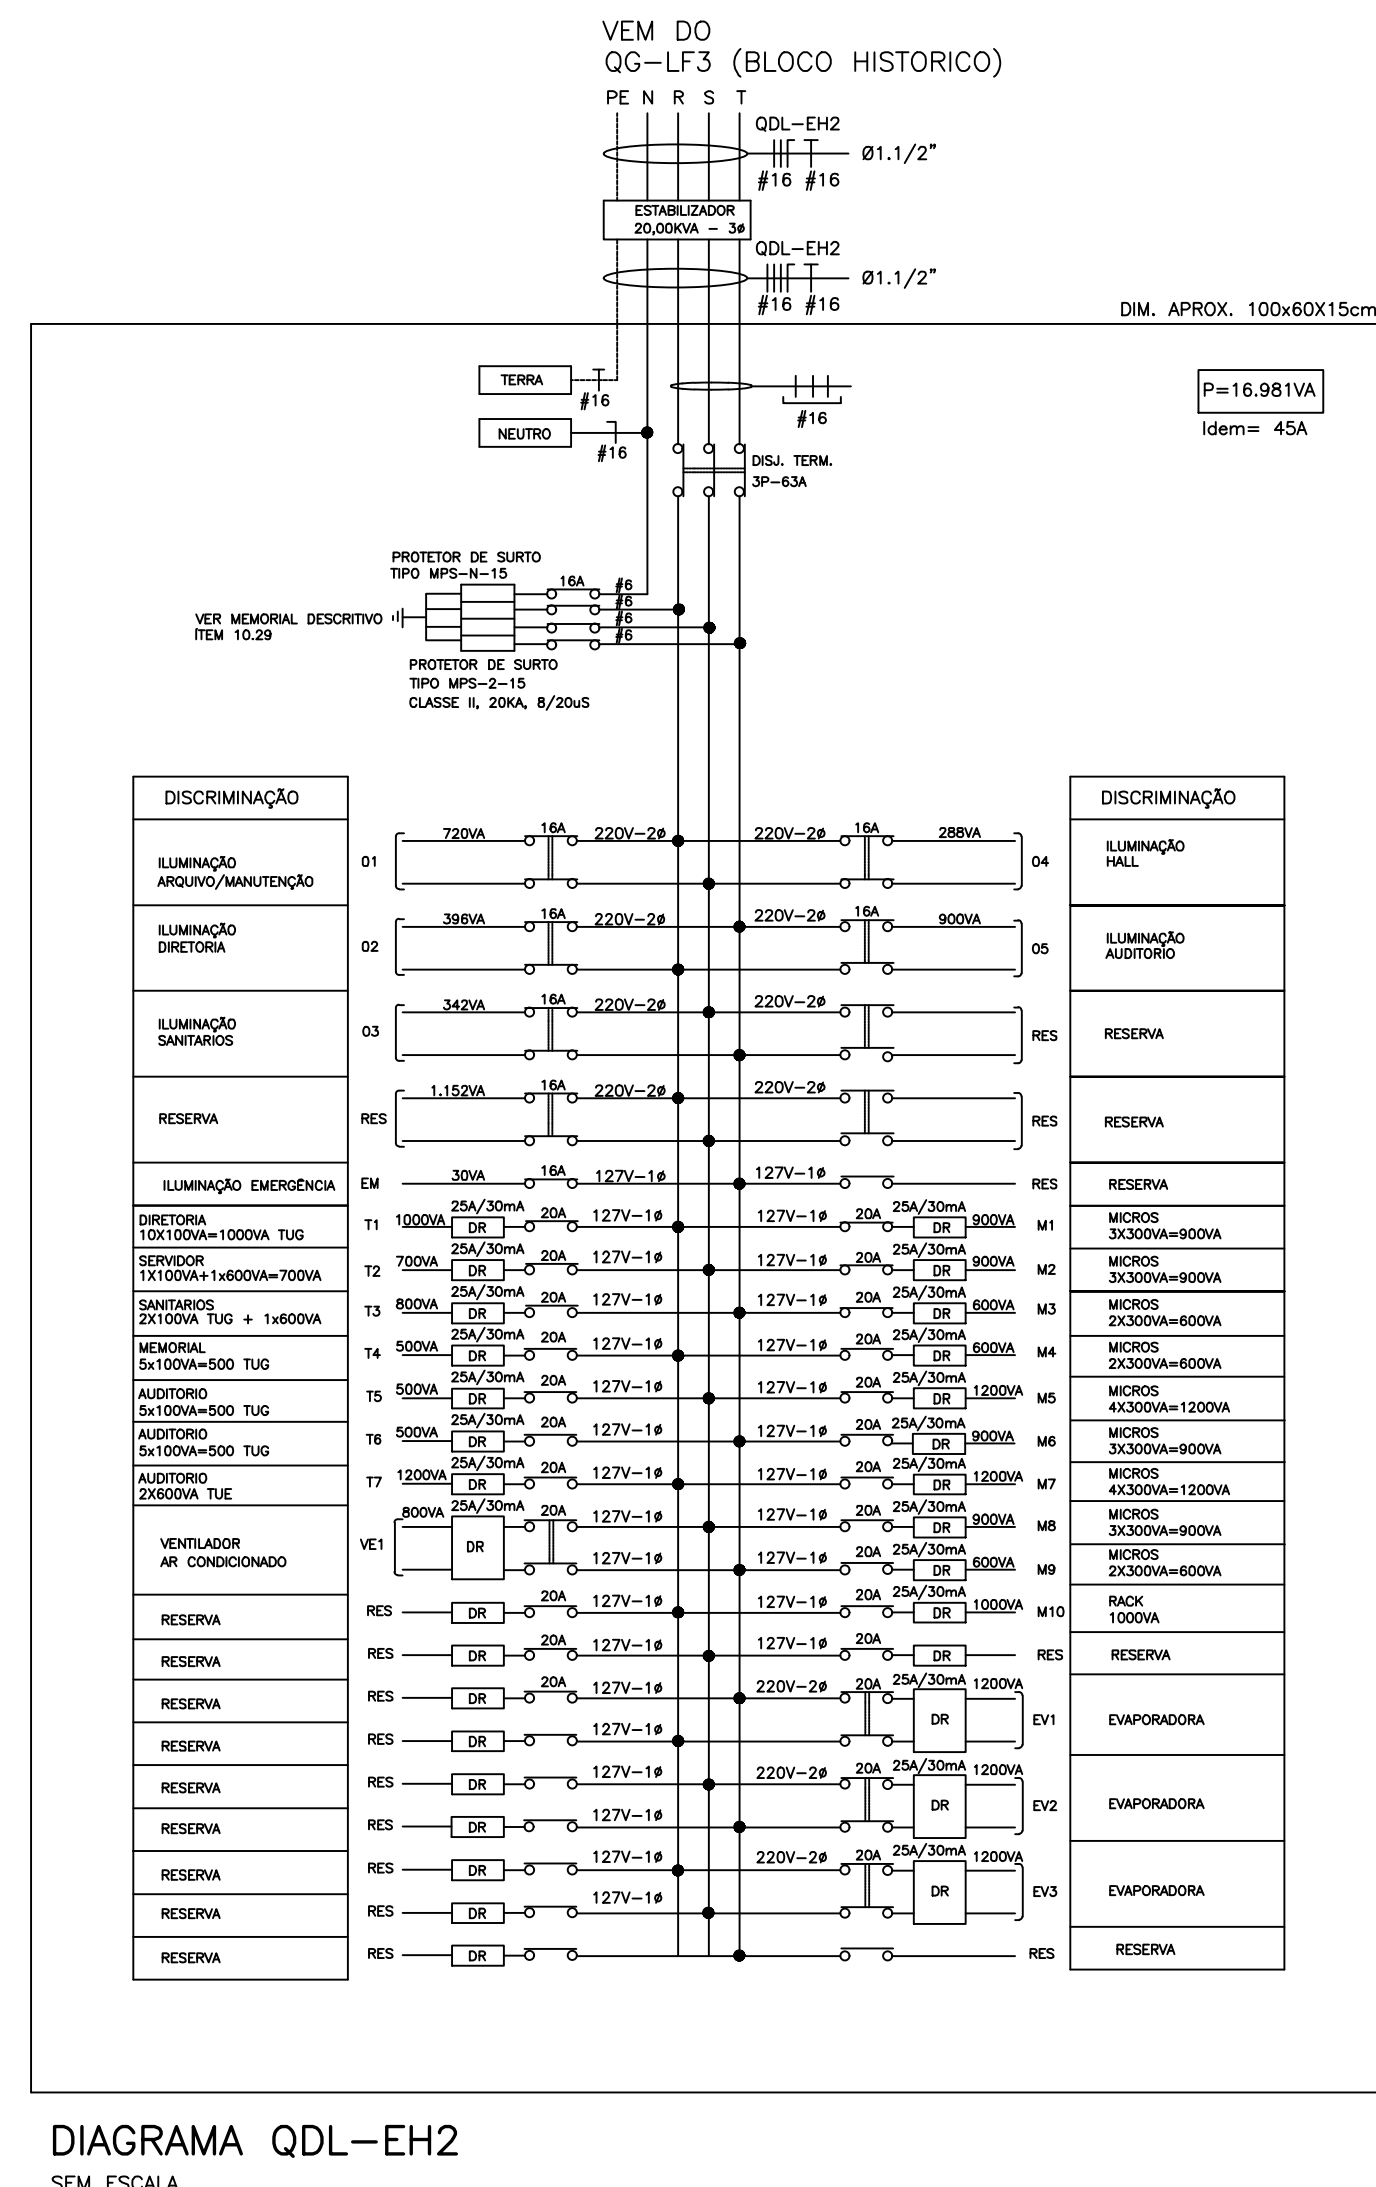 VEM DO
QG-LF3 (BLOCO HISTORICO)
PE N R S T
QDL-EH2
Ø1.1/2"
#16 #16
ESTABILIZADOR
20,00KVA - 3ø
QDL-EH2
Ø1.1/2"
#16 #16
DIM. APROX. 100x60X15cm
TERRA
#16
#16
P=16.981VA
Idem= 45A
NEUTRO
#16
DISJ. TERM.
3P-63A
PROTETOR DE SURTO
TIPO MPS-N-15
16A
#6
#6
#6
#6
VER MEMORIAL DESCRITIVO
ÍTEM 10.29
PROTETOR DE SURTO
TIPO MPS-2-15
CLASSE II, 20KA, 8/20uS
DISCRIMINAÇÃO
DISCRIMINAÇÃO
ILUMINAÇÃO
ARQUIVO/MANUTENÇÃO
01 720VA 16A 220V-2ø 220V-2ø 16A 288VA 04
ILUMINAÇÃO
HALL
ILUMINAÇÃO
DIRETORIA
02 396VA 16A 220V-2ø 220V-2ø 16A 900VA 05
ILUMINAÇÃO
AUDITORIO
ILUMINAÇÃO
SANITARIOS
03 342VA 16A 220V-2ø 220V-2ø RES RESERVA
RESERVA RES 1.152VA 16A 220V-2ø 220V-2ø RES RESERVA
ILUMINAÇÃO EMERGÊNCIA EM 30VA 16A 127V-1ø 127V-1ø RES RESERVA
DIRETORIA
10X100VA=1000VA TUG
T1 1000VA 25A/30mA DR 20A 127V-1ø 127V-1ø 20A 25A/30mA DR 900VA M1
MICROS
3X300VA=900VA
SERVIDOR
1X100VA+1x600VA=700VA
T2 700VA 25A/30mA DR 20A 127V-1ø 127V-1ø 20A 25A/30mA DR 900VA M2
MICROS
3X300VA=900VA
SANITARIOS
2X100VA TUG + 1x600VA
T3 800VA 25A/30mA DR 20A 127V-1ø 127V-1ø 20A 25A/30mA DR 600VA M3
MICROS
2X300VA=600VA
MEMORIAL
5x100VA=500 TUG
T4 500VA 25A/30mA DR 20A 127V-1ø 127V-1ø 20A 25A/30mA DR 600VA M4
MICROS
2X300VA=600VA
AUDITORIO
5x100VA=500 TUG
T5 500VA 25A/30mA DR 20A 127V-1ø 127V-1ø 20A 25A/30mA DR 1200VA M5
MICROS
4X300VA=1200VA
AUDITORIO
5x100VA=500 TUG
T6 500VA 25A/30mA DR 20A 127V-1ø 127V-1ø 20A 25A/30mA DR 900VA M6
MICROS
3X300VA=900VA
AUDITORIO
2X600VA TUE
T7 1200VA 25A/30mA DR 20A 127V-1ø 127V-1ø 20A 25A/30mA DR 1200VA M7
MICROS
4X300VA=1200VA
VENTILADOR
AR CONDICIONADO
VE1 800VA 25A/30mA DR 20A 127V-1ø 127V-1ø 20A 25A/30mA DR 900VA M8
MICROS
3X300VA=900VA
127V-1ø 127V-1ø 20A 25A/30mA DR 600VA M9
MICROS
2X300VA=600VA
RESERVA RES DR 20A 127V-1ø 127V-1ø 20A 25A/30mA DR 1000VA M10
RACK
1000VA
RESERVA RES DR 20A 127V-1ø 127V-1ø 20A DR RES RESERVA
RESERVA RES DR 20A 127V-1ø 220V-2ø 20A 25A/30mA DR 1200VA EV1 EVAPORADORA
RESERVA RES DR 127V-1ø
RESERVA RES DR 127V-1ø 220V-2ø 20A 25A/30mA DR 1200VA EV2 EVAPORADORA
RESERVA RES DR 127V-1ø
RESERVA RES DR 127V-1ø 220V-2ø 20A 25A/30mA DR 1200VA EV3 EVAPORADORA
RESERVA RES DR 127V-1ø
RESERVA RES DR RES RESERVA
DIAGRAMA QDL-EH2
SEM ESCALA